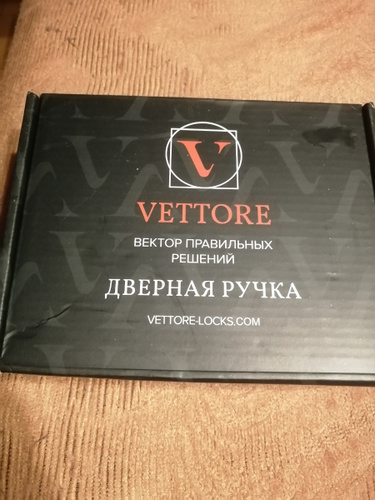 V
VETTORE
ВЕКТОР ПРАВИЛЬНЫХ
РЕШЕНИЙ
ДВЕРНАЯ РУЧКА
VETTORE-LOCKS.COM